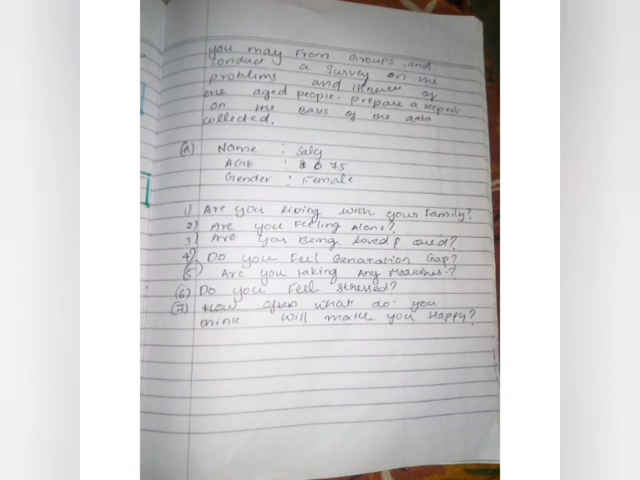 you may From Groups, and
conduct a survey on the
problems and illness of
the aged people. prepare a report
on the Basis of the data
collected.
(A) Name : Saly
AGE : 75
Gender : Female
1) Are you living with your Family?
2) Are you Feeling Alone?
3) Are you Being loved & cared?
4) Do you Feel Genaration Gap?
(5) Are you taking Any Medicines?
(6) Do you Feel stressed?
(7) How often what do you
think will make you Happy?